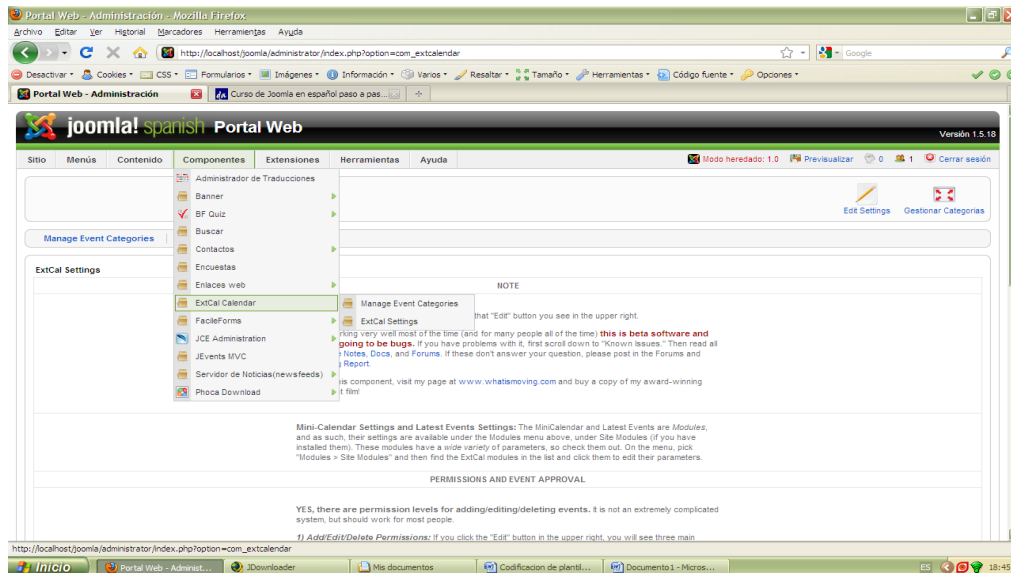 Portal Web - Administración - Mozilla Firefox
Archivo Editar Ver Historial Marcadores Herramientas Ayuda
http://localhost/joomla/administrator/index.php?option=com_extcalendar
Google
Desactivar Cookies CSS Formularios Imágenes Información Varios Resaltar Tamaño Herramientas Código fuente Opciones
Portal Web - Administración
Curso de Joomla en español paso a pas...
joomla! spanish Portal Web
Versión 1.5.18
Sitio Menús Contenido Componentes Extensiones Herramientas Ayuda
Modo heredado: 1.0 Previsualizar 0 1 Cerrar sesión
Administrador de Traducciones
Banner
BF Quiz
Buscar
Contactos
Encuestas
Enlaces web
ExtCal Calendar
FacileForms
JCE Administration
JEvents MVC
Servidor de Noticias(newsfeeds)
Phoca Download
Manage Event Categories
ExtCal Settings
Edit Settings Gestionar Categorias
Manage Event Categories
ExtCal Settings
NOTE
that "Edit" button you see in the upper right.
rking very well most of the time (and for many people all of the time) this is beta software and
going to be bugs. If you have problems with it, first scroll down to "Known Issues." Then read all
Notes, Docs, and Forums. If these don't answer your question, please post in the Forums and
Report.
is component, visit my page at www.whatismoving.com and buy a copy of my award-winning
t film!
Mini-Calendar Settings and Latest Events Settings: The MiniCalendar and Latest Events are Modules,
and as such, their settings are available under the Modules menu above, under Site Modules (if you have
installed them). These modules have a wide variety of parameters, so check them out. On the menu, pick
"Modules > Site Modules" and then find the ExtCal modules in the list and click them to edit their parameters.
PERMISSIONS AND EVENT APPROVAL
YES, there are permission levels for adding/editing/deleting events. It is not an extremely complicated
system, but should work for most people.
1) Add/Edit/Delete Permissions: If you click the "Edit" button in the upper right, you will see three main
http://localhost/joomla/administrator/index.php?option=com_extcalendar
Inicio
Portal Web - Administ...
JDownloader
Mis documentos
Codificacion de plantil...
Documento1 - Micros...
ES
18:45